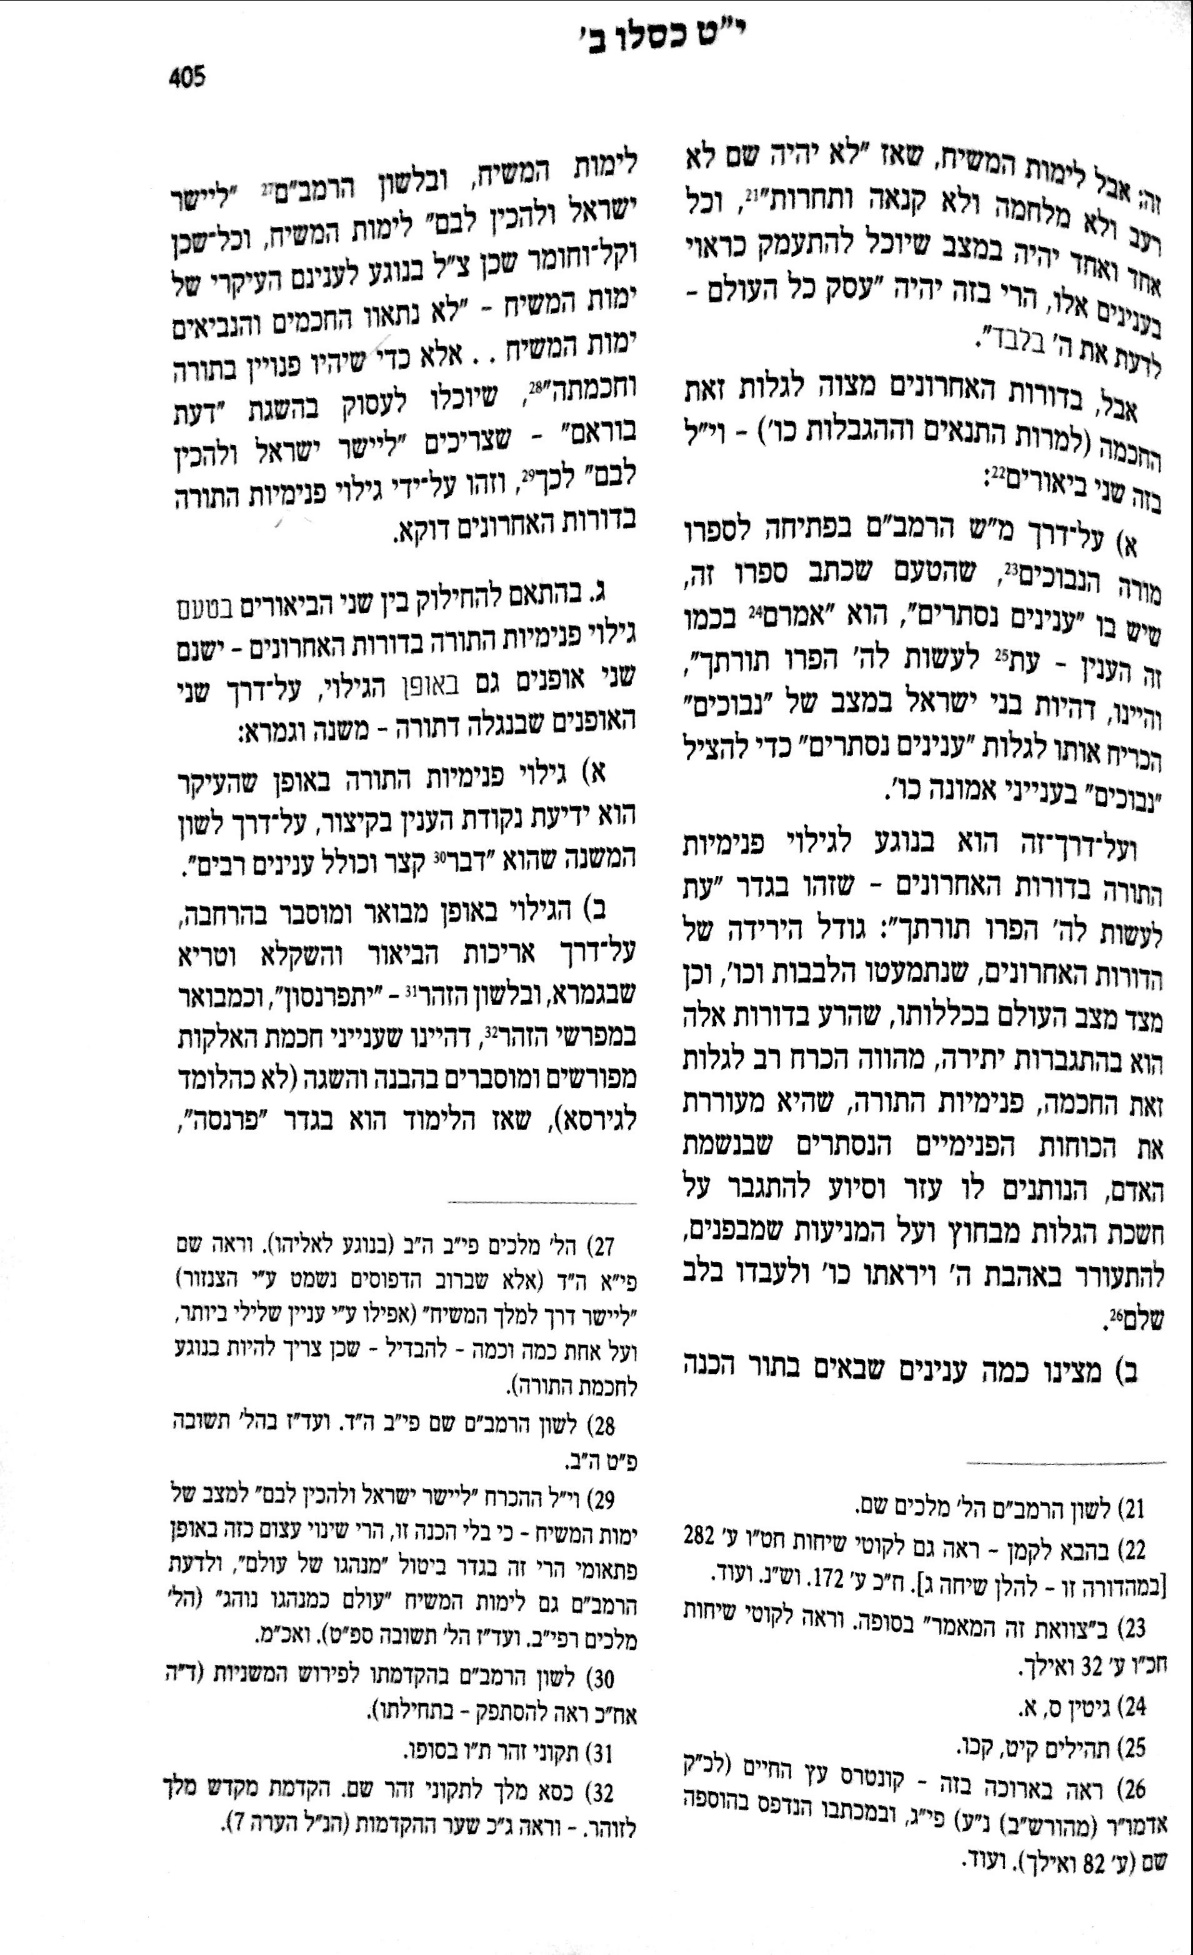 י״ט כסלו ב׳
405
זה; אבל לימות המשיח, שאז ״לא יהיה שם לא
רעב ולא מלחמה ולא קנאה ותחרות״21, וכל
אחד ואחד יהיה במצב שיוכל להתעמק כראוי
בענינים אלו, הרי בזה יהיה ״עסק כל העולם –
לדעת את ה׳ בלבד״.
אבל, בדורות האחרונים מצוה לגלות זאת
החכמה (למרות התנאים וההגבלות כו׳) – וי״ל
בזה שני ביאורים22:
א) על־דרך מ״ש הרמב״ם בפתיחה לספרו
מורה הנבוכים23, שהטעם שכתב ספרו זה,
שיש בו ״ענינים נסתרים״, הוא ״אמרם24 בכמו
זה הענין – עת25 לעשות לה׳ הפרו תורתך״,
והיינו, דהיות בני ישראל במצב של ״נבוכים״
הכריח אותו לגלות ״ענינים נסתרים״ כדי להציל
״נבוכים״ בענייני אמונה כו׳.
ועל־דרך־זה הוא בנוגע לגילוי פנימיות
התורה בדורות האחרונים – שזהו בגדר ״עת
לעשות לה׳ הפרו תורתך״: גודל הירידה של
הדורות האחרונים, שנתמעטו הלבבות וכו׳, וכן
מצד מצב העולם בכללותו, שהרע בדורות אלה
הוא בהתגברות יתירה, מהווה הכרח רב לגלות
זאת החכמה, פנימיות התורה, שהיא מעוררת
את הכוחות הפנימיים הנסתרים שבנשמת
האדם, הנותנים לו עזר וסיוע להתגבר על
חשכת הגלות מבחוץ ועל המניעות שמבפנים,
להתעורר באהבת ה׳ ויראתו כו׳ ולעבדו בלב
שלם26.
ב) מצינו כמה ענינים שבאים בתור הכנה
21) לשון הרמב״ם הל׳ מלכים שם.
22) בהבא לקמן – ראה גם לקוטי שיחות חט״ו ע׳ 282
[במהדורה זו – להלן שיחה ג]. ח״כ ע׳ 172. וש״נ. ועוד.
23) ב״צוואת זה המאמר״ בסופה. וראה לקוטי שיחות
חכ״ו ע׳ 32 ואילך.
24) גיטין ס, א.
25) תהילים קיט, קכו.
26) ראה בארוכה בזה – קונטרס עץ החיים (לכ״ק
אדמו״ר (מהורש״ב) נ״ע) פי״ג, ובמכתבו הנדפס בהוספה
שם (ע׳ 82 ואילך). ועוד.
לימות המשיח, ובלשון הרמב״ם27 ״ליישר
ישראל ולהכין לבם״ לימות המשיח, וכל־שכן
וקל־וחומר שכן צ״ל בנוגע לענינם העיקרי של
ימות המשיח – ״לא נתאוו החכמים והנביאים
ימות המשיח . . אלא כדי שיהיו פנויין בתורה
וחכמתה״28, שיוכלו לעסוק בהשגת ״דעת
בוראם״ – שצריכים ״ליישר ישראל ולהכין
לבם״ לכך29, וזהו על־ידי גילוי פנימיות התורה
בדורות האחרונים דוקא.
ג. בהתאם להחילוק בין שני הביאורים בטעם
גילוי פנימיות התורה בדורות האחרונים – ישנם
שני אופנים גם באופן הגילוי, על־דרך שני
האופנים שבנגלה דתורה – משנה וגמרא:
א) גילוי פנימיות התורה באופן שהעיקר
הוא ידיעת נקודת הענין בקיצור, על־דרך לשון
המשנה שהוא ״דבר30 קצר וכולל ענינים רבים״.
ב) הגילוי באופן מבואר ומוסבר בהרחבה,
על־דרך אריכות הביאור והשקלא וטריא
שבגמרא, ובלשון הזהר31 – ״יתפרנסון״, וכמבואר
במפרשי הזהר32, דהיינו שענייני חכמת האלקות
מפורשים ומוסברים בהבנה והשגה (לא כהלומד
לגירסא), שאז הלימוד הוא בגדר ״פרנסה״,
27) הל׳ מלכים פי״ב ה״ב (בנוגע לאליהו). וראה שם
פי״א ה״ד (אלא שברוב הדפוסים נשמט ע״י הצנזור)
״ליישר דרך למלך המשיח״ (אפילו ע״י עניין שלילי ביותר,
ועל אחת כמה וכמה – להבדיל – שכן צריך להיות בנוגע
לחכמת התורה).
28) לשון הרמב״ם שם פי״ב ה״ד. ועד״ז בהל׳ תשובה
פ״ט ה״ב.
29) וי״ל ההכרח ״ליישר ישראל ולהכין לבם״ למצב של
ימות המשיח – כי בלי הכנה זו, הרי שינוי עצום כזה באופן
פתאומי הרי זה בגדר ביטול ״מנהגו של עולם״, ולדעת
הרמב״ם גם לימות המשיח ״עולם כמנהגו נוהג״ (הל׳
מלכים רפי״ב. ועד״ז הל׳ תשובה ספ״ט). ואכ״מ.
30) לשון הרמב״ם בהקדמתו לפירוש המשניות (ד״ה
אח״כ ראה להסתפק – בתחילתו).
31) תקוני זהר ת״ו בסופו.
32) כסא מלך לתקוני זהר שם. הקדמת מקדש מלך
לזוהר. – וראה ג״כ שער ההקדמות (הנ״ל הערה 7).